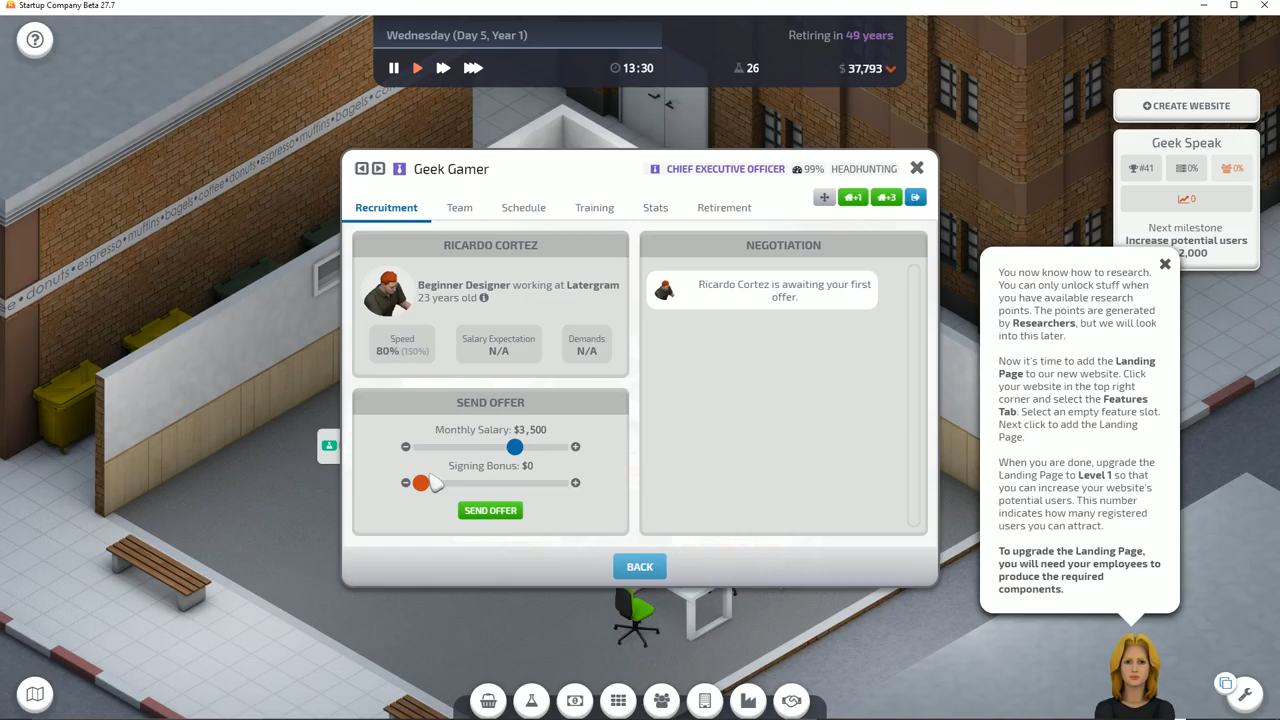 Startup Company Beta 27.7
Wednesday (Day 5, Year 1)
Retiring in 49 years
13:30
26
$ 37,793
CREATE WEBSITE
Geek Speak
#41
0%
0%
0
Next milestone
Increase potential users
2,000
muffins•bagels•coffee•donuts•espresso•muffins•bagels
e•donuts•espresso•muffins•
Geek Gamer
CHIEF EXECUTIVE OFFICER
99% HEADHUNTING
+1
+3
Recruitment
Team
Schedule
Training
Stats
Retirement
RICARDO CORTEZ
Beginner Designer working at Latergram
23 years old
Speed
80% (150%)
Salary Expectation
N/A
Demands
N/A
SEND OFFER
Monthly Salary: $3,500
Signing Bonus: $0
SEND OFFER
NEGOTIATION
Ricardo Cortez is awaiting your first
offer.
BACK
You now know how to research.
You can only unlock stuff when
you have available research
points. The points are generated
by Researchers, but we will look
into this later.
Now it's time to add the Landing
Page to our new website. Click
your website in the top right
corner and select the Features
Tab. Select an empty feature slot.
Next click to add the Landing
Page.
When you are done, upgrade the
Landing Page to Level 1 so that
you can increase your website's
potential users. This number
indicates how many registered
users you can attract.
To upgrade the Landing Page,
you will need your employees to
produce the required
components.